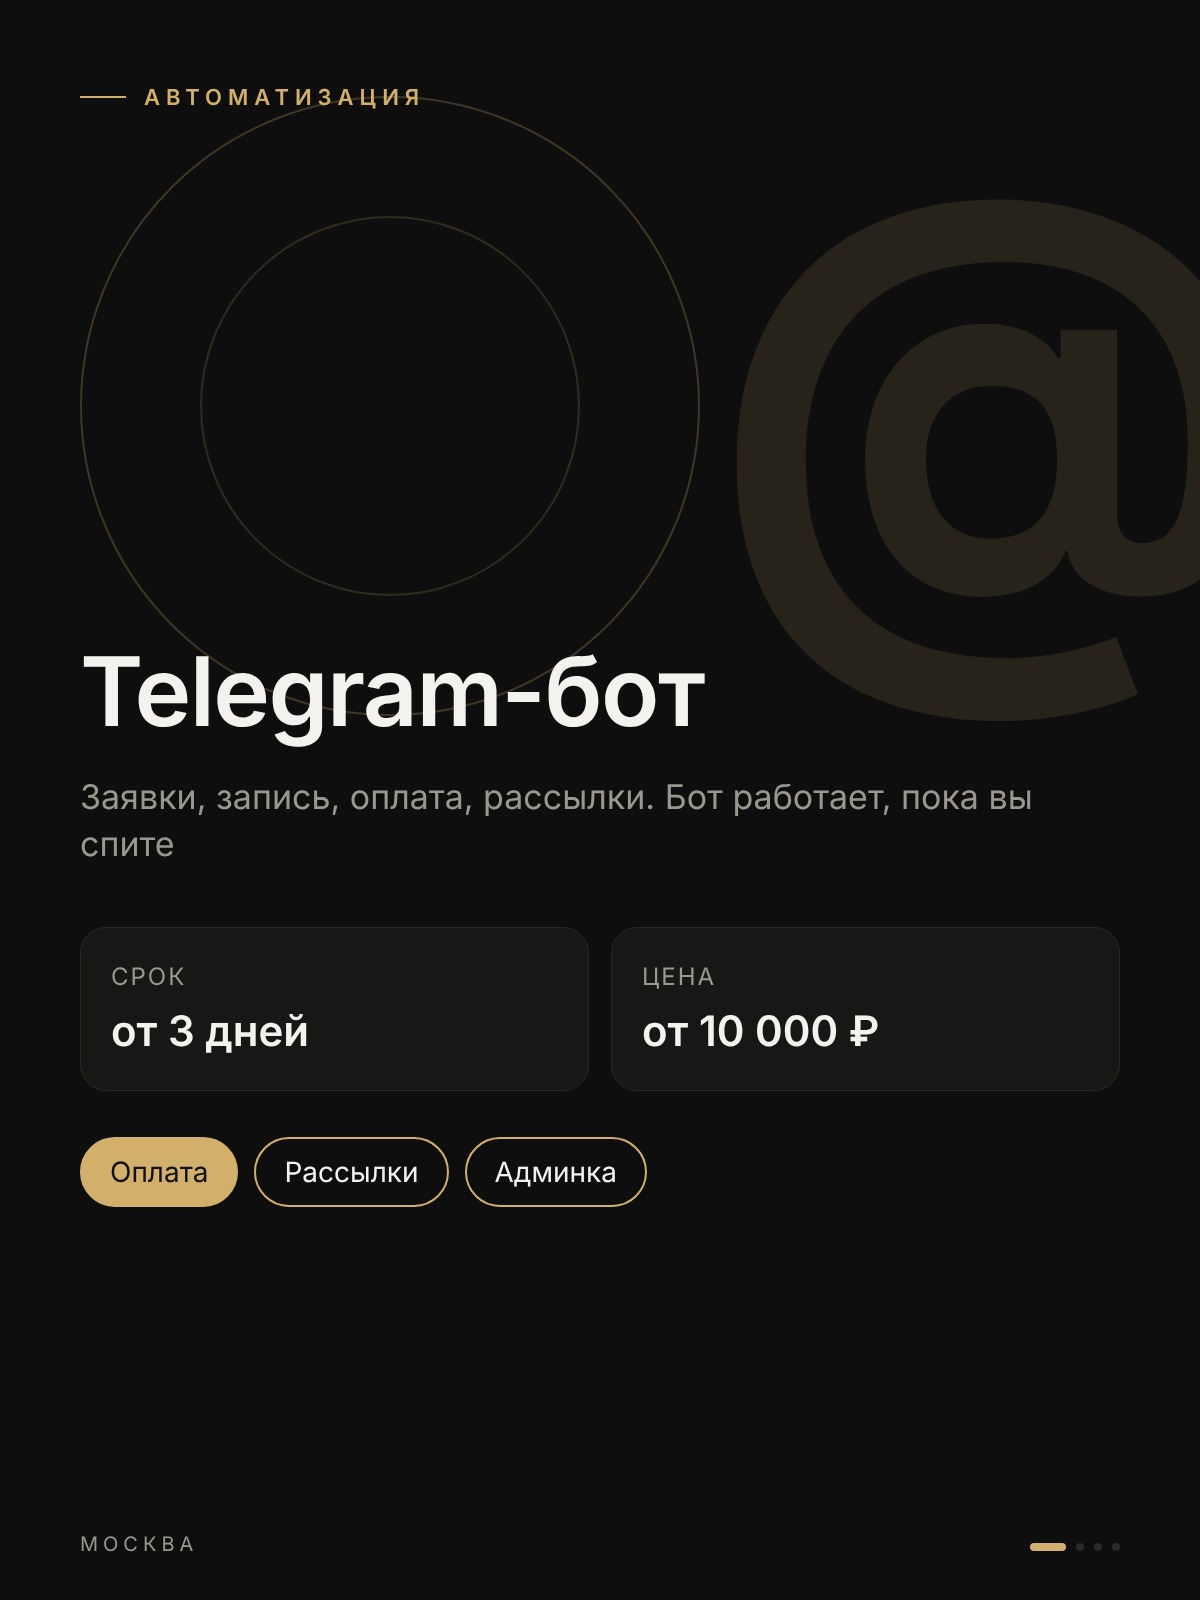 АВТОМАТИЗАЦИЯ
@
Telegram-бот
Заявки, запись, оплата, рассылки. Бот работает, пока вы
спите
СРОК
от 3 дней
ЦЕНА
от 10 000 ₽
Оплата
Рассылки
Админка
МОСКВА